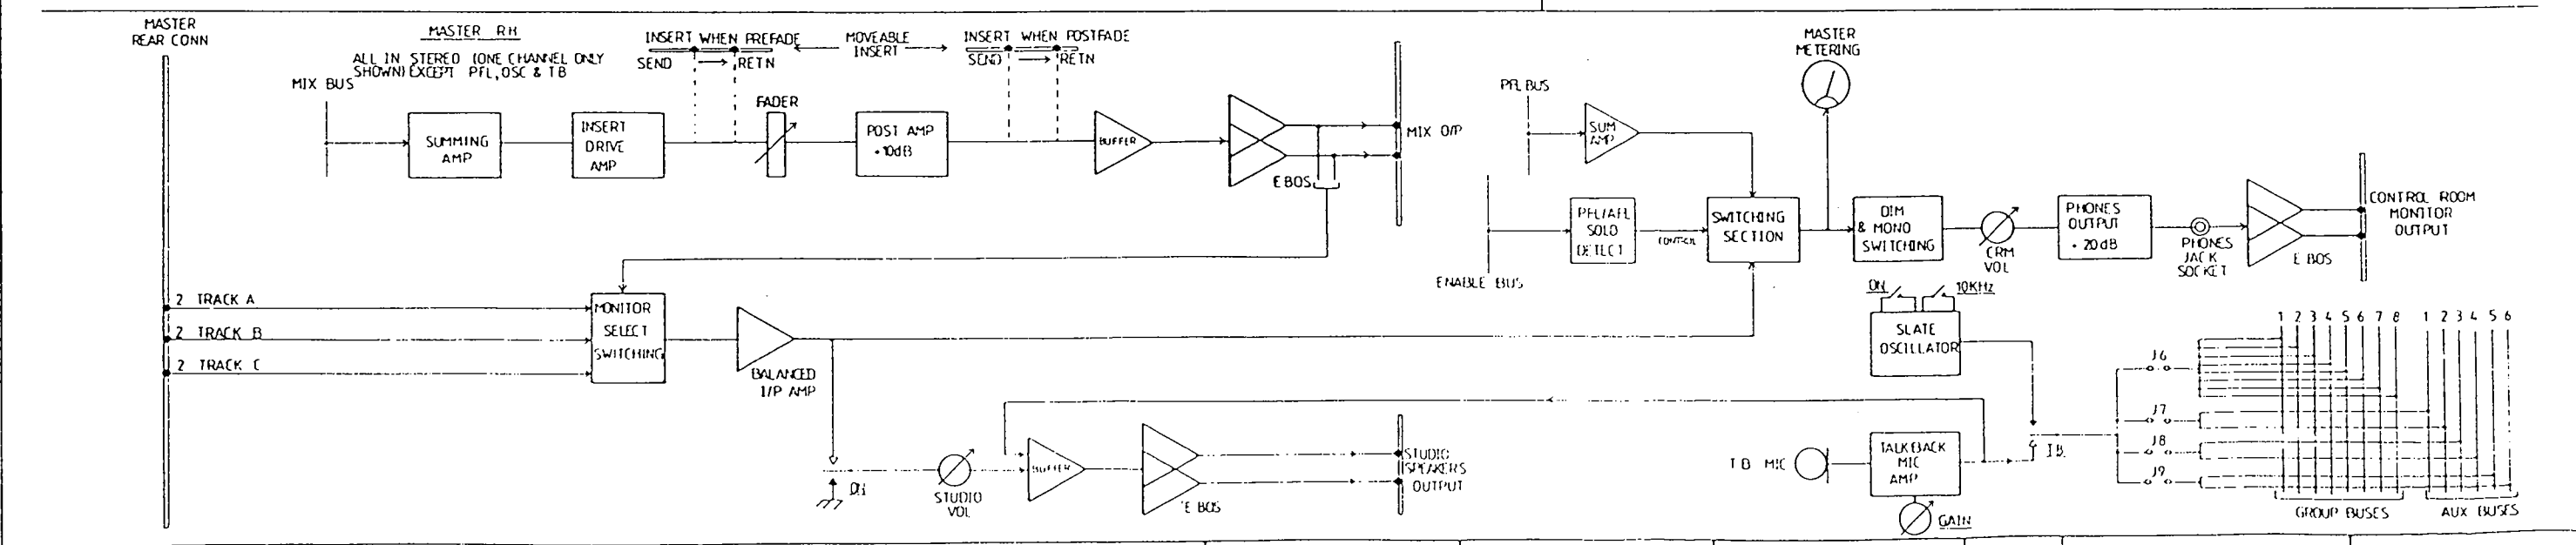 MASTER
REAR CONN
MASTER RH
ALL IN STEREO (ONE CHANNEL ONLY
SHOWN) EXCEPT PFL, OSC & TB
MIX BUS
SUMMING
AMP
INSERT
DRIVE
AMP
INSERT WHEN PREFADE
SEND
RETN
MOVEABLE
INSERT
INSERT WHEN POSTFADE
SEND
RETN
FADER
POST AMP
+10dB
BUFFER
E BOS
MIX O/P
PFL BUS
SUM
AMP
MASTER
METERING
ENABLE BUS
PFL/AFL
SOLO
DETECT
CONTROL
SWITCHING
SECTION
DIM
& MONO
SWITCHING
CRM
VOL
PHONES
OUTPUT
+20dB
PHONES
JACK
SOCKET
E BOS
CONTROL ROOM
MONITOR
OUTPUT
2 TRACK A
2 TRACK B
2 TRACK C
MONITOR
SELECT
SWITCHING
BALANCED
I/P AMP
ON
STUDIO
VOL
BUFFER
E BOS
STUDIO
SPEAKERS
OUTPUT
ON
10KHz
SLATE
OSCILLATOR
TB MIC
TALKBACK
MIC
AMP
GAIN
TB
J6
J7
J8
J9
1 2 3 4 5 6 7 8
1 2 3 4 5 6
GROUP BUSES
AUX BUSES